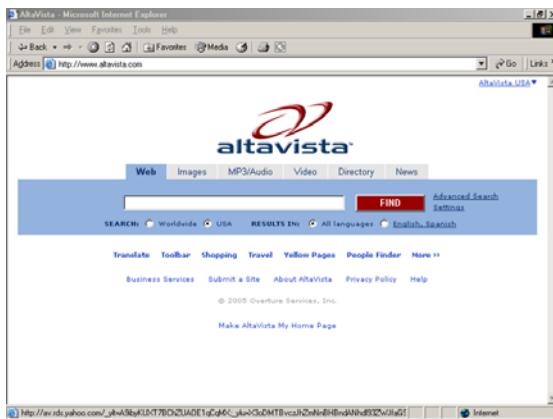 AltaVista - Microsoft Internet Explorer
File Edit View Favorites Tools Help
Back Favorites Media
Address http://www.altavista.com Go Links
AltaVista USA
altavista
Web Images MP3/Audio Video Directory News
FIND Advanced Search
Settings
SEARCH: Worldwide USA RESULTS IN: All languages English, Spanish
Translate Toolbar Shopping Travel Yellow Pages People Finder More >>
Business Services Submit a Site About AltaVista Privacy Policy Help
© 2005 Overture Services, Inc.
Make AltaVista My Home Page
Internet